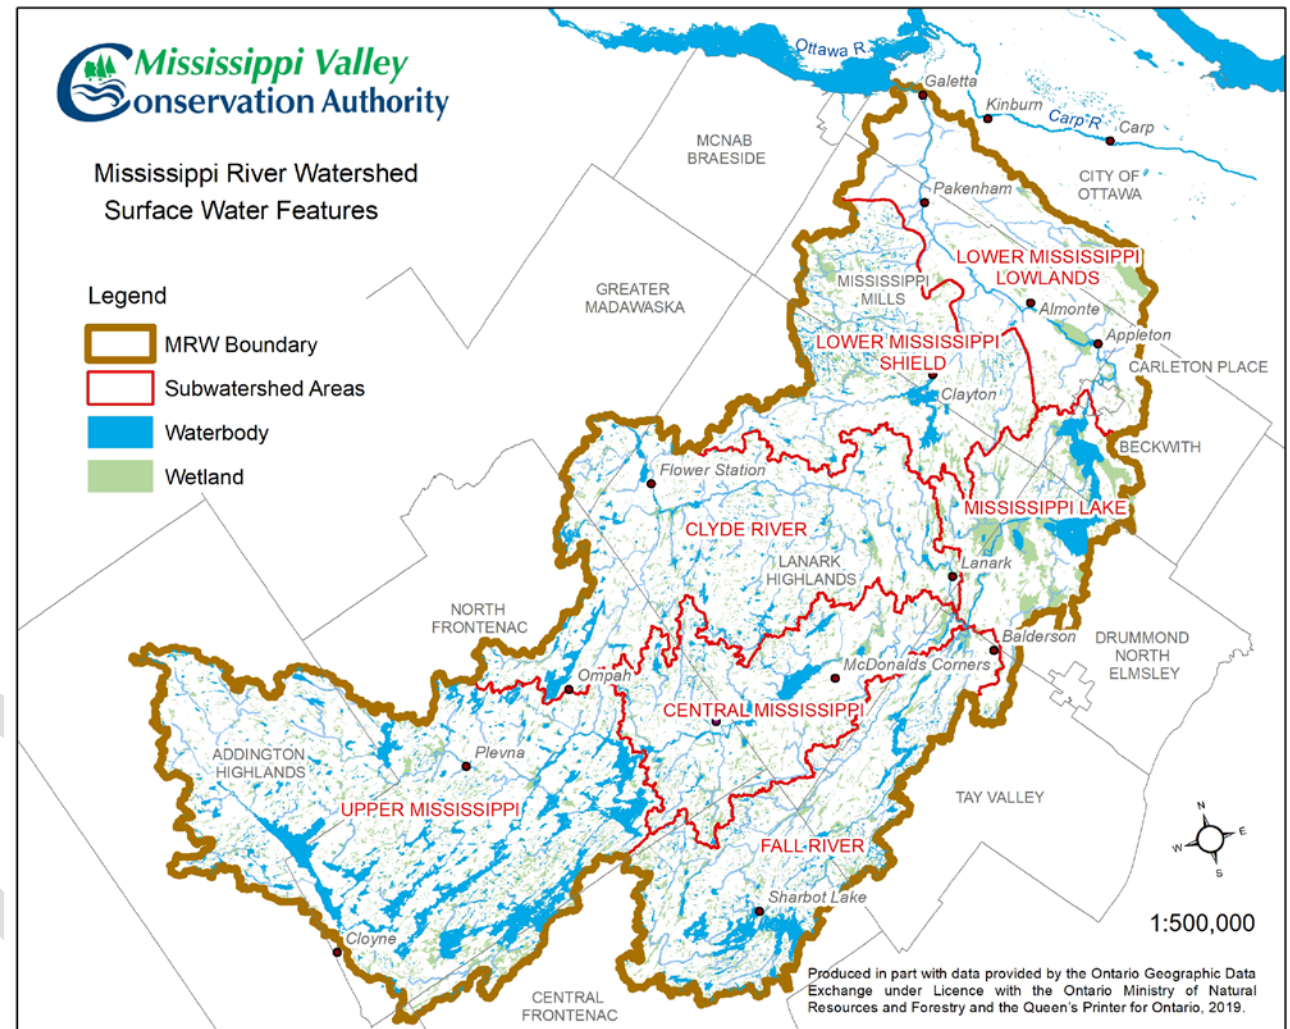 Mississippi Valley
Conservation Authority
Mississippi River Watershed
Surface Water Features
Legend
MRW Boundary
Subwatershed Areas
Waterbody
Wetland
Ottawa R.
Galetta
Kinburn
Carp R
Carp
MCNAB
BRAESIDE
CITY OF
OTTAWA
Pakenham
LOWER MISSISSIPPI
LOWLANDS
MISSISSIPPI
MILLS
GREATER
MADAWASKA
Almonte
LOWER MISSISSIPPI
SHIELD
Appleton
CARLETON PLACE
Clayton
BECKWITH
Flower Station
MISSISSIPPI LAKE
CLYDE RIVER
LANARK
HIGHLANDS
Lanark
NORTH
FRONTENAC
Balderson
DRUMMOND
NORTH
ELMSLEY
McDonalds Corners
Ompah
CENTRAL MISSISSIPPI
ADDINGTON
HIGHLANDS
Plevna
TAY VALLEY
UPPER MISSISSIPPI
FALL RIVER
N
E
W
S
Sharbot Lake
1:500,000
Cloyne
CENTRAL
FRONTENAC
Produced in part with data provided by the Ontario Geographic Data
Exchange under Licence with the Ontario Ministry of Natural
Resources and Forestry and the Queen's Printer for Ontario, 2019.